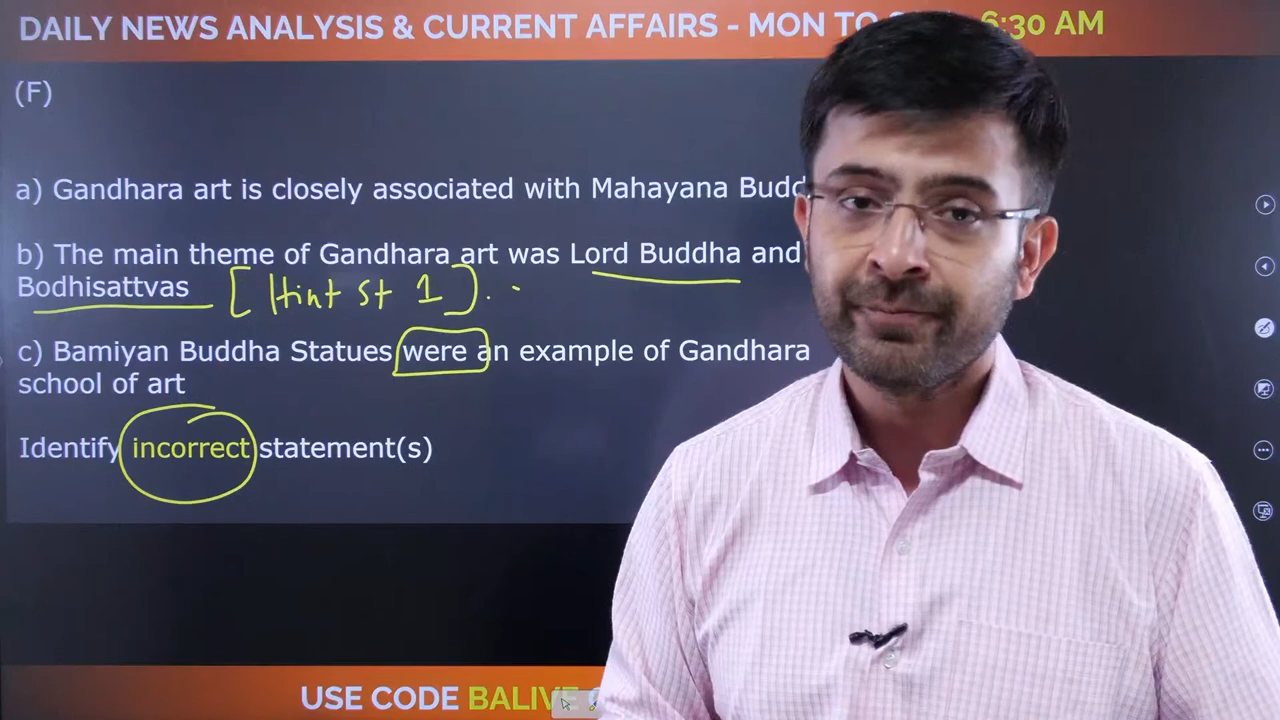 DAILY NEWS ANALYSIS & CURRENT AFFAIRS - MON TO 6:30 AM
(F)
a) Gandhara art is closely associated with Mahayana Budd
b) The main theme of Gandhara art was Lord Buddha and
Bodhisattvas [Hint st 1].
c) Bamiyan Buddha Statues were an example of Gandhara
school of art
Identify incorrect statement(s)
USE CODE BALIVE